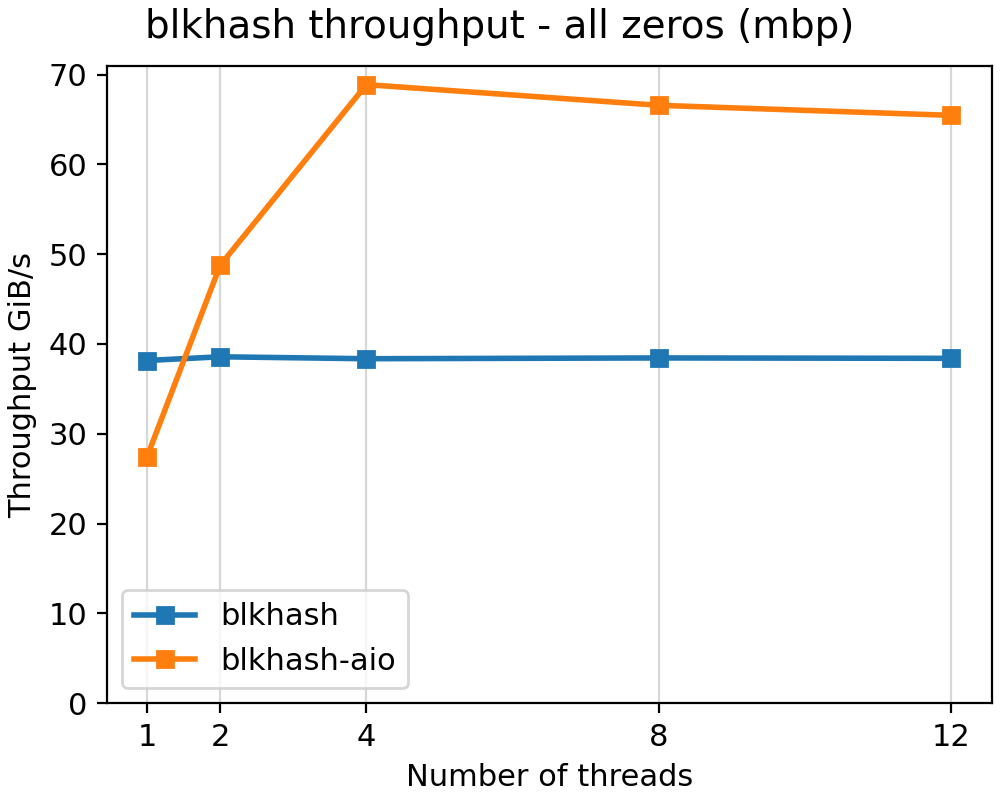 blkhash throughput - all zeros (mbp)
70
60
50
40
30
20
10
0
Throughput GiB/s
blkhash
blkhash-aio
1 2 4 8 12
Number of threads